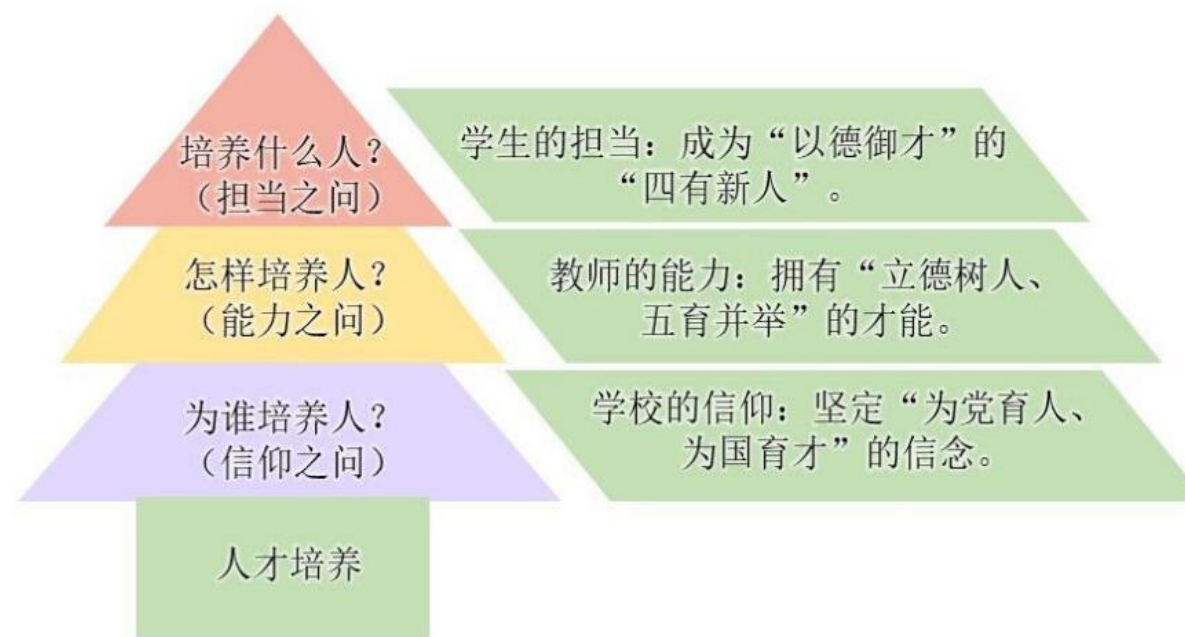 培养什么人？
（担当之问）
学生的担当：成为“以德御才”的
“四有新人”。
怎样培养人？
（能力之问）
教师的能力：拥有“立德树人、
五育并举”的才能。
为谁培养人？
（信仰之问）
学校的信仰：坚定“为党育人、
为国育才”的信念。
人才培养